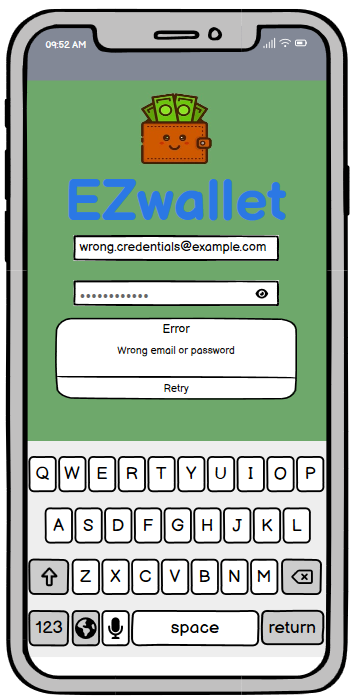 09:52 AM
EZwallet
wrong.credentials@example.com
••••••••••••
Error
Wrong email or password
Retry
Q W E R T Y U I O P
A S D F G H J K L
Z X C V B N M
123 space return